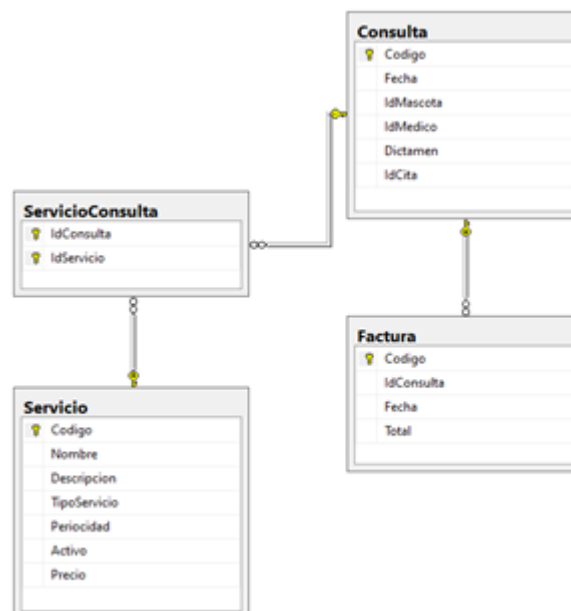 Consulta
Codigo
Fecha
IdMascota
IdMedico
Dictamen
IdCita
ServicioConsulta
IdConsulta
IdServicio
Factura
Codigo
IdConsulta
Fecha
Total
Servicio
Codigo
Nombre
Descripcion
TipoServicio
Periocidad
Activo
Precio